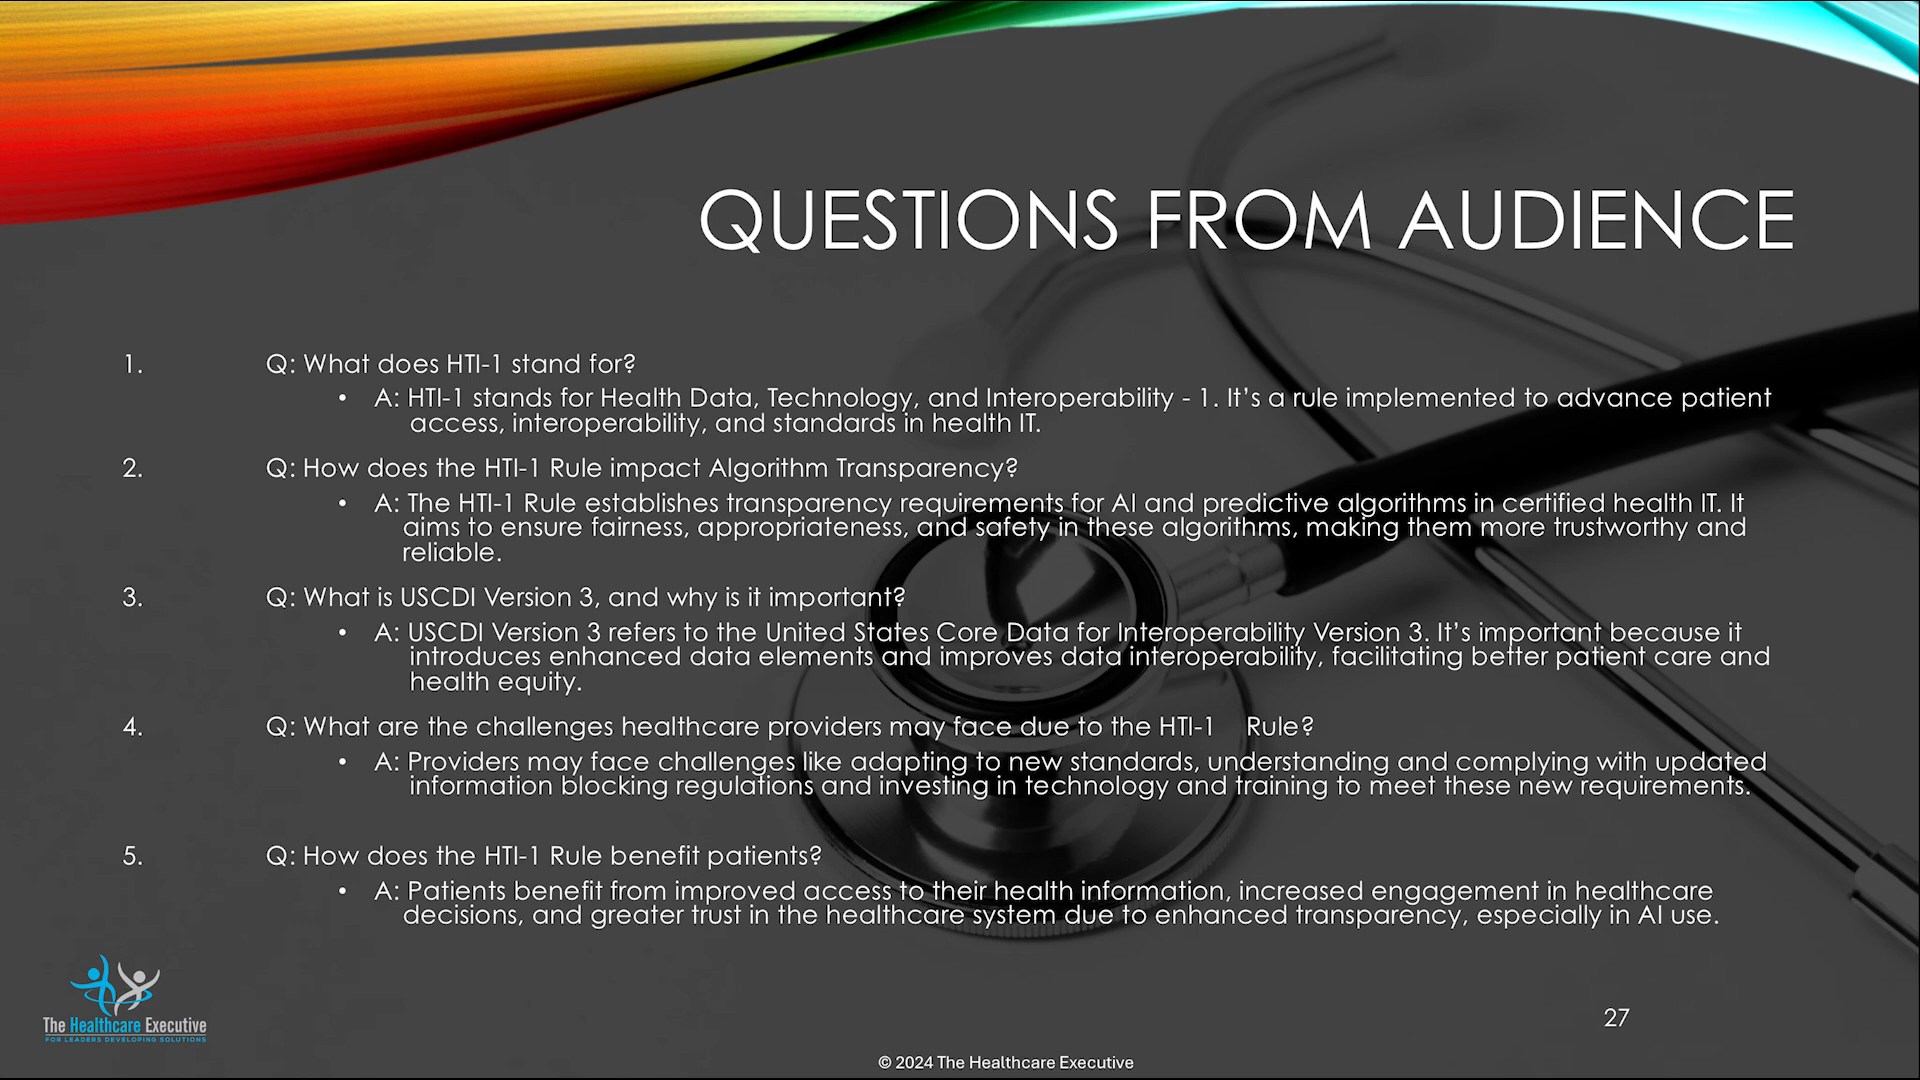 QUESTIONS FROM AUDIENCE
1. Q: What does HTI-1 stand for?
• A: HTI-1 stands for Health Data, Technology, and Interoperability - 1. It’s a rule implemented to advance patient
access, interoperability, and standards in health IT.
2. Q: How does the HTI-1 Rule impact Algorithm Transparency?
• A: The HTI-1 Rule establishes transparency requirements for AI and predictive algorithms in certified health IT. It
aims to ensure fairness, appropriateness, and safety in these algorithms, making them more trustworthy and
reliable.
3. Q: What is USCDI Version 3, and why is it important?
• A: USCDI Version 3 refers to the United States Core Data for Interoperability Version 3. It’s important because it
introduces enhanced data elements and improves data interoperability, facilitating better patient care and
health equity.
4. Q: What are the challenges healthcare providers may face due to the HTI-1 Rule?
• A: Providers may face challenges like adapting to new standards, understanding and complying with updated
information blocking regulations and investing in technology and training to meet these new requirements.
5. Q: How does the HTI-1 Rule benefit patients?
• A: Patients benefit from improved access to their health information, increased engagement in healthcare
decisions, and greater trust in the healthcare system due to enhanced transparency, especially in AI use.
The Healthcare Executive
FOR LEADERS DEVELOPING SOLUTIONS
27
© 2024 The Healthcare Executive